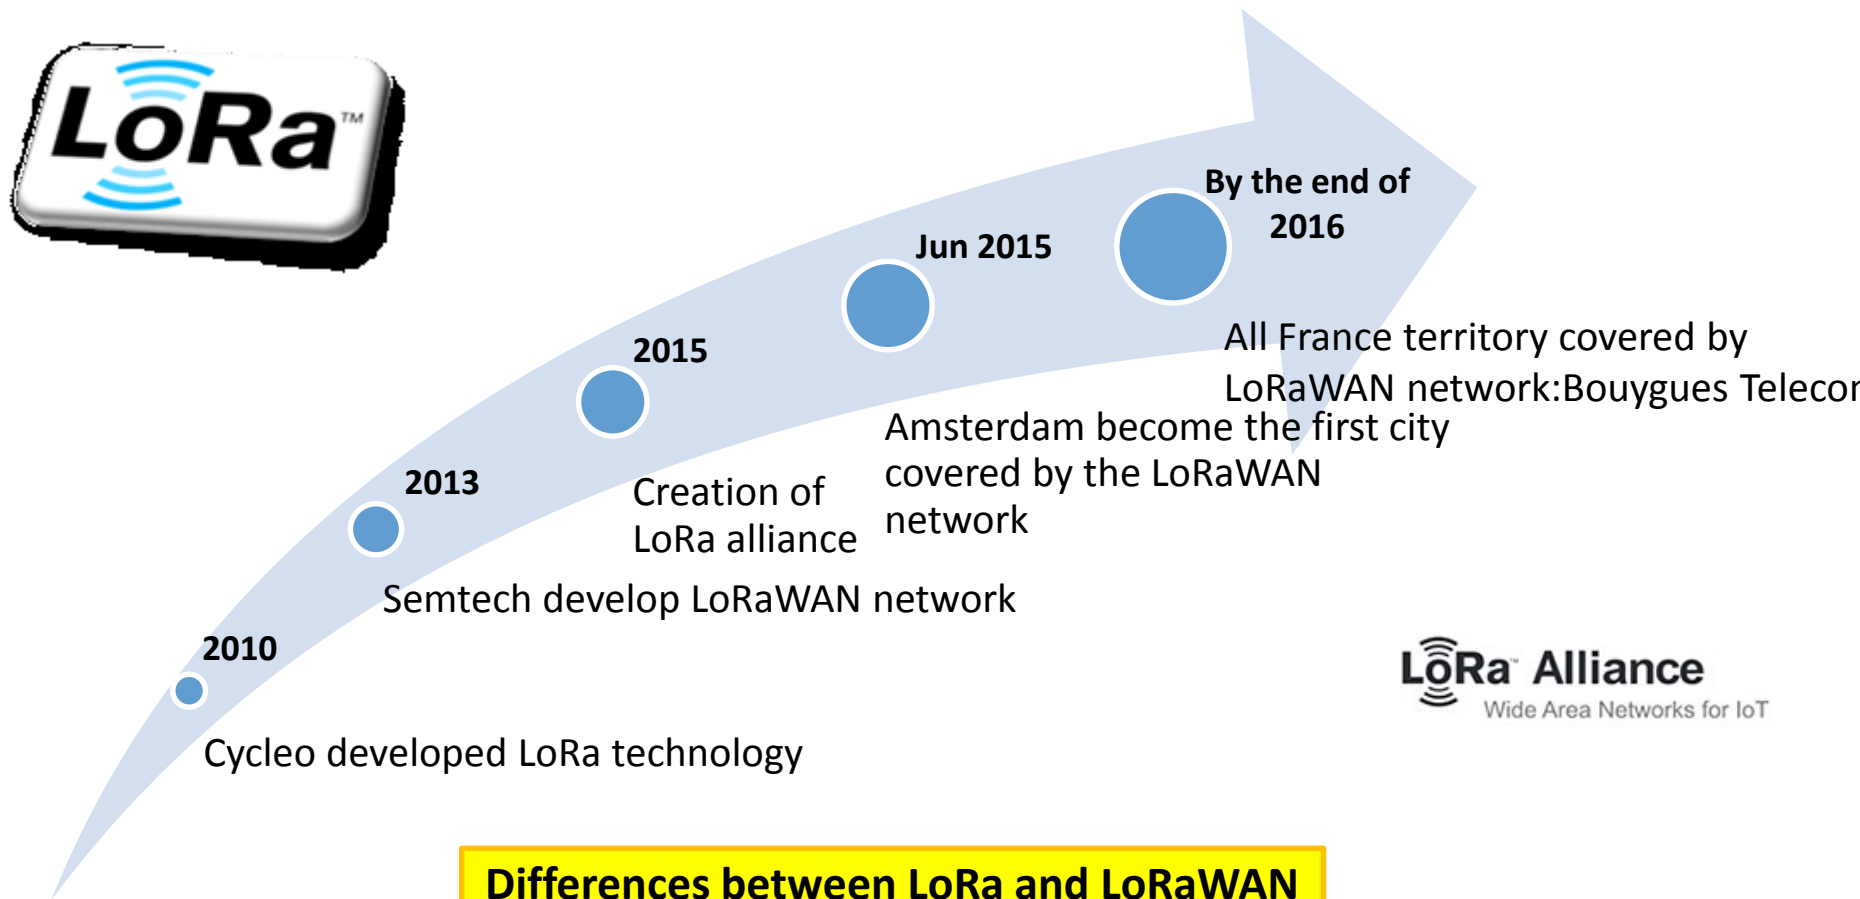 LoRa™
By the end of
2016
Jun 2015
All France territory covered by
LoRaWAN network:Bouygues
2015
Amsterdam become the first city
covered by the LoRaWAN
network
2013
Creation of
LoRa alliance
Semtech develop LoRaWAN network
2010
LoRa™ Alliance
Wide Area Networks for IoT
Cycleo developed LoRa technology
Differences between LoRa and LoRaWAN